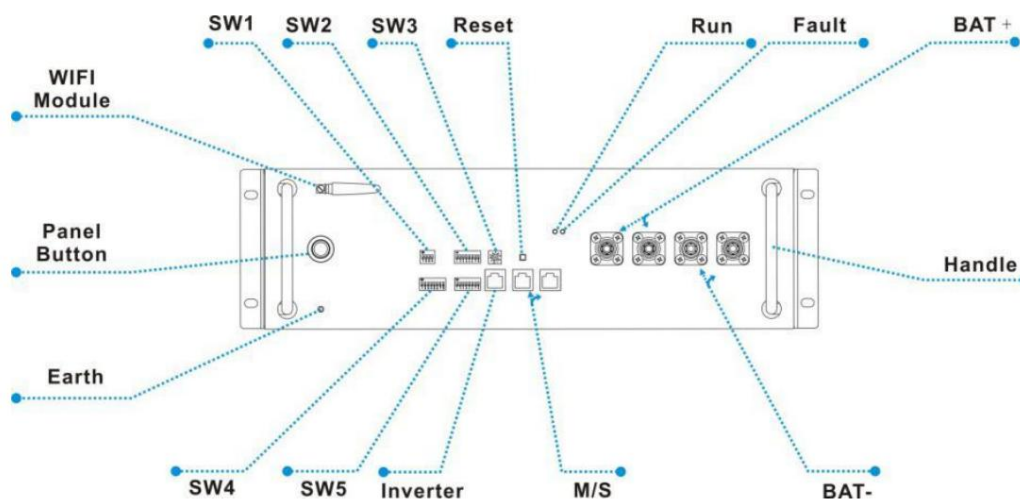 SW1
SW2
SW3
Reset
Run
Fault
BAT +
WIFI
Module
Panel
Button
Handle
Earth
SW4
SW5
Inverter
M/S
BAT-